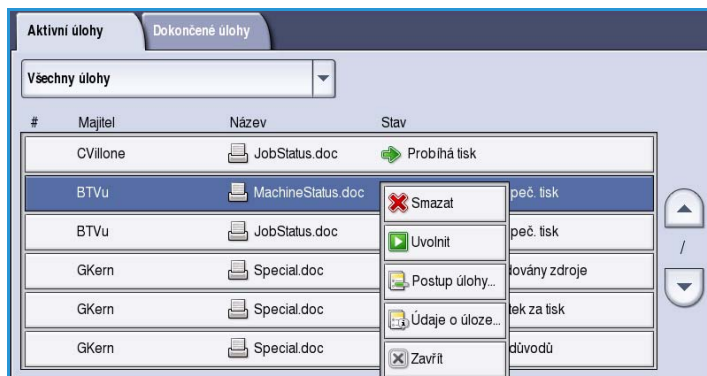 Aktivní úlohy Dokončené úlohy
Všechny úlohy
# Majitel Název Stav
CVillone JobStatus.doc Probíhá tisk
BTVu MachineStatus.doc peč. tisk
Smazat
BTVu JobStatus.doc peč. tisk
Uvolnit
/
GKern Special.doc zdroje
Postup úlohy...
GKern Special.doc za tisk
Údaje o úloze...
GKern Special.doc důvodů
Zavřít